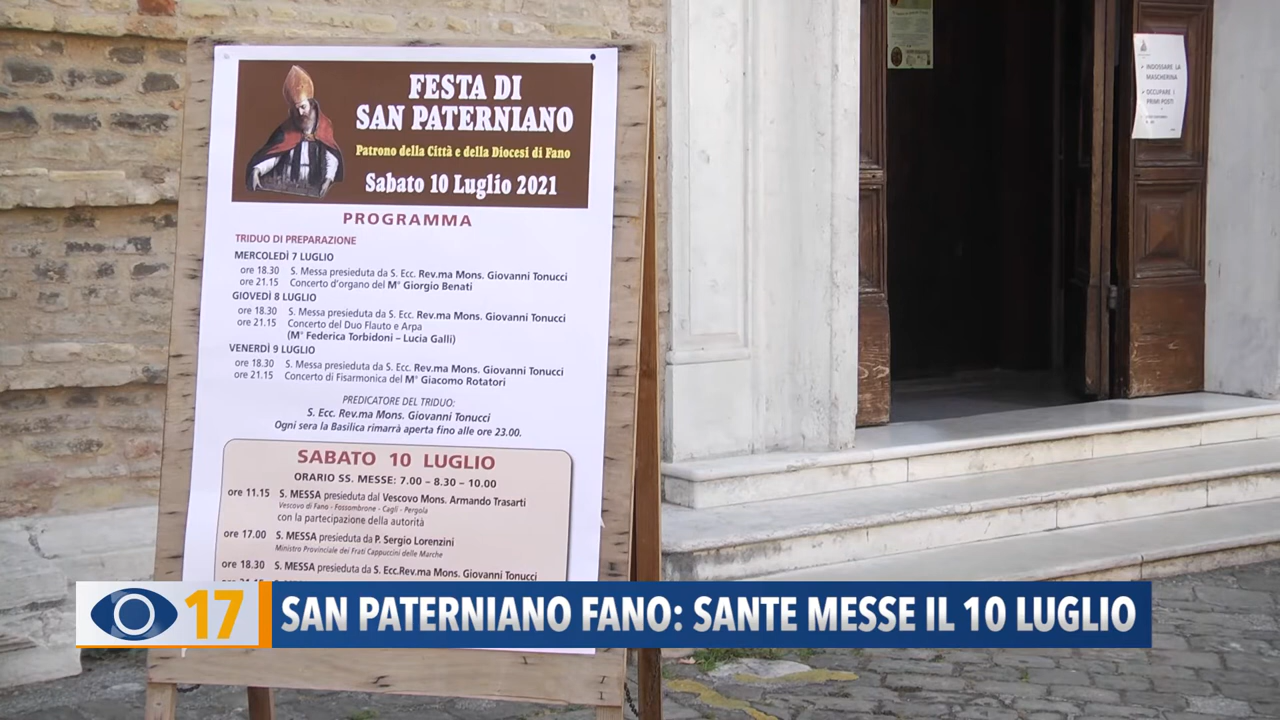 FESTA DI
SAN PATERNIANO
Patrono della Città e della Diocesi di Fano
Sabato 10 Luglio 2021
PROGRAMMA
TRIDUO DI PREPARAZIONE
MERCOLEDÌ 7 LUGLIO
ore 18.30 S. Messa presieduta da S. Ecc. Rev.ma Mons. Giovanni Tonucci
ore 21.15 Concerto d'organo del M° Giorgio Benati
GIOVEDÌ 8 LUGLIO
ore 18.30 S. Messa presieduta da S. Ecc. Rev.ma Mons. Giovanni Tonucci
ore 21.15 Concerto del Duo Flauto e Arpa
(M° Federica Torbidoni – Lucia Galli)
VENERDÌ 9 LUGLIO
ore 18.30 S. Messa presieduta da S. Ecc. Rev.ma Mons. Giovanni Tonucci
ore 21.15 Concerto di Fisarmonica del M° Giacomo Rotatori
PREDICATORE DEL TRIDUO:
S. Ecc. Rev.ma Mons. Giovanni Tonucci
Ogni sera la Basilica rimarrà aperta fino alle ore 23.00.
SABATO 10 LUGLIO
ORARIO SS. MESSE: 7.00 – 8.30 – 10.00
ore 11.15 S. MESSA presieduta dal Vescovo Mons. Armando Trasarti
Vescovo di Fano - Fossombrone - Cagli - Pergola
con la partecipazione della autorità
ore 17.00 S. MESSA presieduta da P. Sergio Lorenzini
Ministro Provinciale dei Frati Cappuccini delle Marche
ore 18.30 S. MESSA presieduta da S. Ecc.Rev.ma Mons. Giovanni Tonucci
INDOSSARE LA
MASCHERINA
OCCUPARE I
PRIMI POSTI
17 SAN PATERNIANO FANO: SANTE MESSE IL 10 LUGLIO